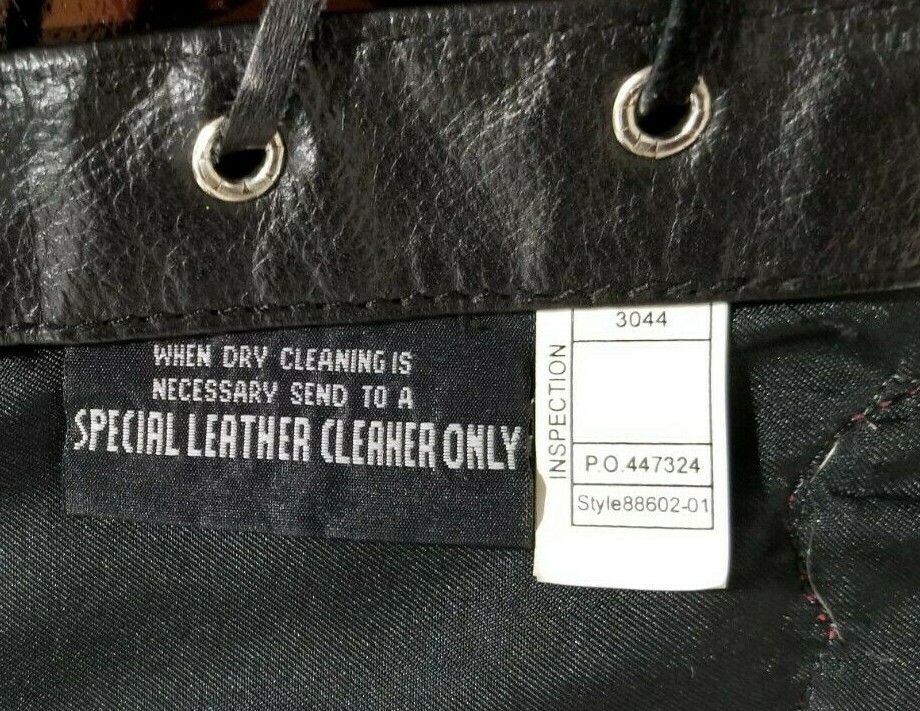 WHEN DRY CLEANING IS
NECESSARY SEND TO A
SPECIAL LEATHER CLEANER ONLY
INSPECTION
3044
P.O.447324
Style88602-01